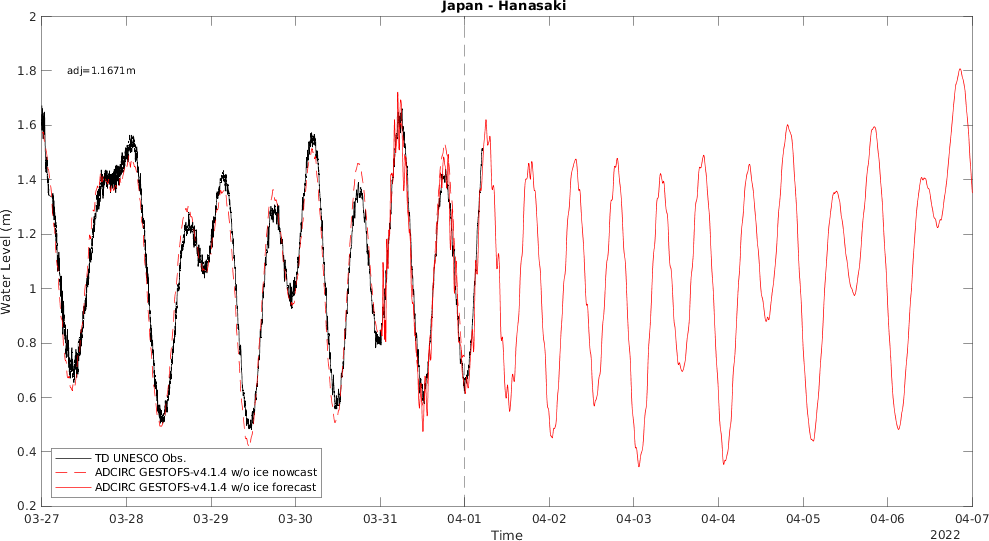 Japan - Hanasaki
2
1.8
1.6
1.4
1.2
1
0.8
0.6
0.4
0.2
Water Level (m)
adj=1.1671m
TD UNESCO Obs.
ADCIRC GESTOFS-v4.1.4 w/o ice nowcast
ADCIRC GESTOFS-v4.1.4 w/o ice forecast
03-27 03-28 03-29 03-30 03-31 04-01 04-02 04-03 04-04 04-05 04-06 04-07
Time
2022